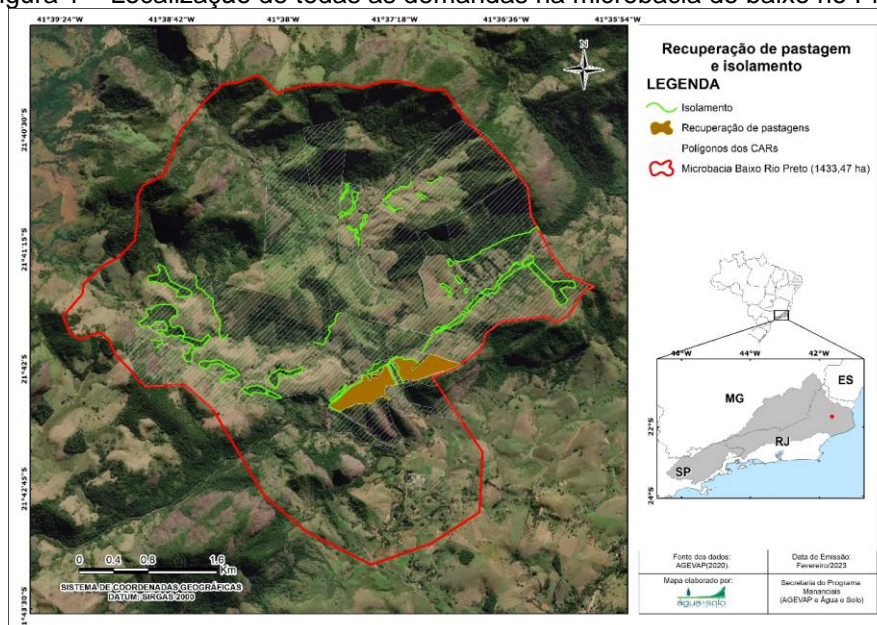 Localização de todas as demandas na microbacia do baixo rio
41°39'24"W 41°38'42"W 41°38'W 41°37'18"W 41°36'36"W 41°35'54"W
21°40'30"S
21°41'15"S
21°42'S
21°42'45"S
21°43'30"S
N
0 0.4 0.8 1.6
Km
SISTEMA DE COORDENADAS GEOGRÁFICAS
DATUM: SIRGAS 2000
Recuperação de pastagem
e isolamento
LEGENDA
Isolamento
Recuperação de pastagens
Polígonos dos CARs
Microbacia Baixo Rio Preto (1433,47 ha)
44°W 42°W
22°S
24°S
MG
ES
RJ
SP
Fonte dos dados:
AGEVAP(2020).
Data de Emissão:
Fevereiro/2023
Mapa elaborado por:
água e solo
Secretaria do Programa
Mananciais
(AGEVAP e Água e Solo)